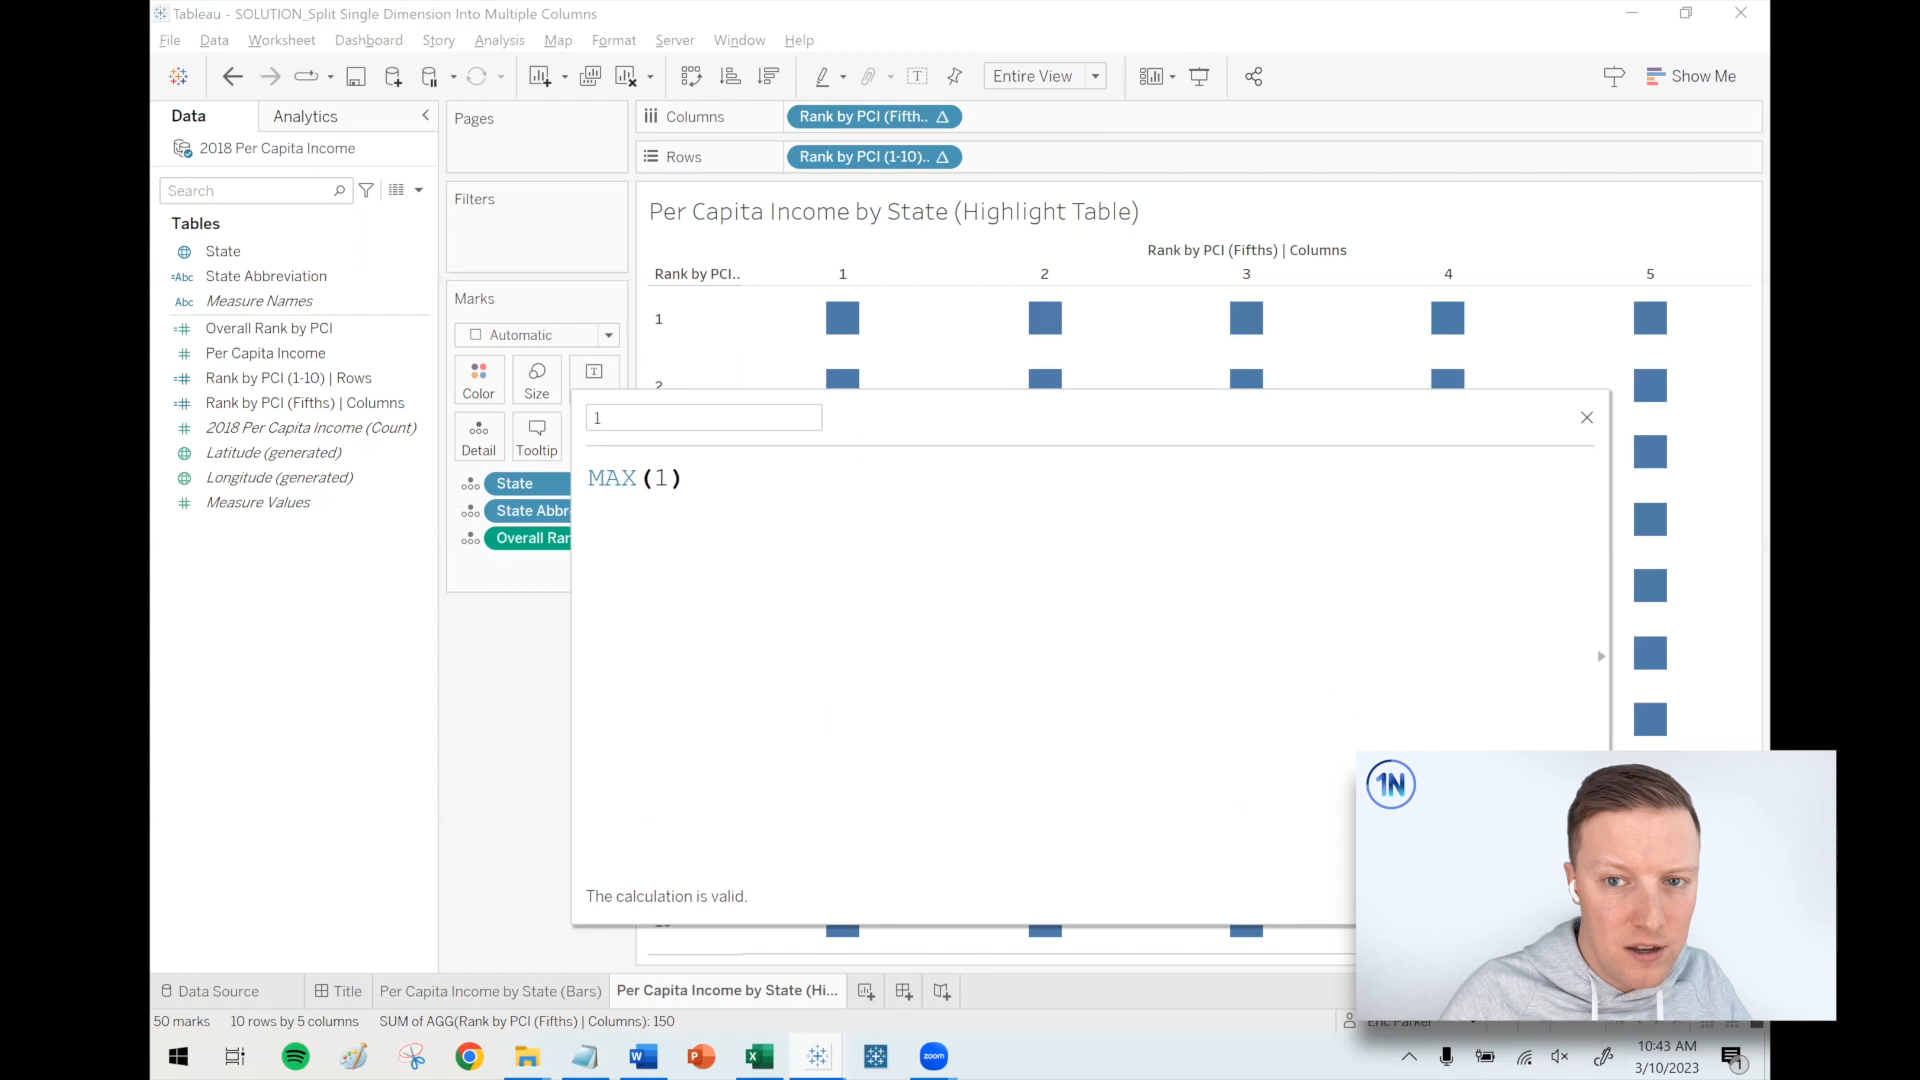 Tableau - SOLUTION_Split Single Dimension Into Multiple Columns
File Data Worksheet Dashboard Story Analysis Map Format Server Window Help
Entire View
Show Me
Data Analytics
2018 Per Capita Income
Search
Tables
State
=Abc State Abbreviation
Abc Measure Names
Overall Rank by PCI
Per Capita Income
Rank by PCI (1-10) | Rows
Rank by PCI (Fifths) | Columns
2018 Per Capita Income (Count)
Latitude (generated)
Longitude (generated)
Measure Values
Pages
Filters
Marks
Automatic
Color Size
Detail Tooltip
State
State Abbr
Overall Ran
Columns Rank by PCI (Fifth..
Rows Rank by PCI (1-10)..
Per Capita Income by State (Highlight Table)
Rank by PCI (Fifths) | Columns
Rank by PCI.. 1 2 3 4 5
1
2
1
MAX(1)
The calculation is valid.
1N
Data Source Title Per Capita Income by State (Bars) Per Capita Income by State (Hi...
50 marks 10 rows by 5 columns SUM of AGG(Rank by PCI (Fifths) | Columns): 150
Eric Parker
zoom
10:43 AM
3/10/2023
1